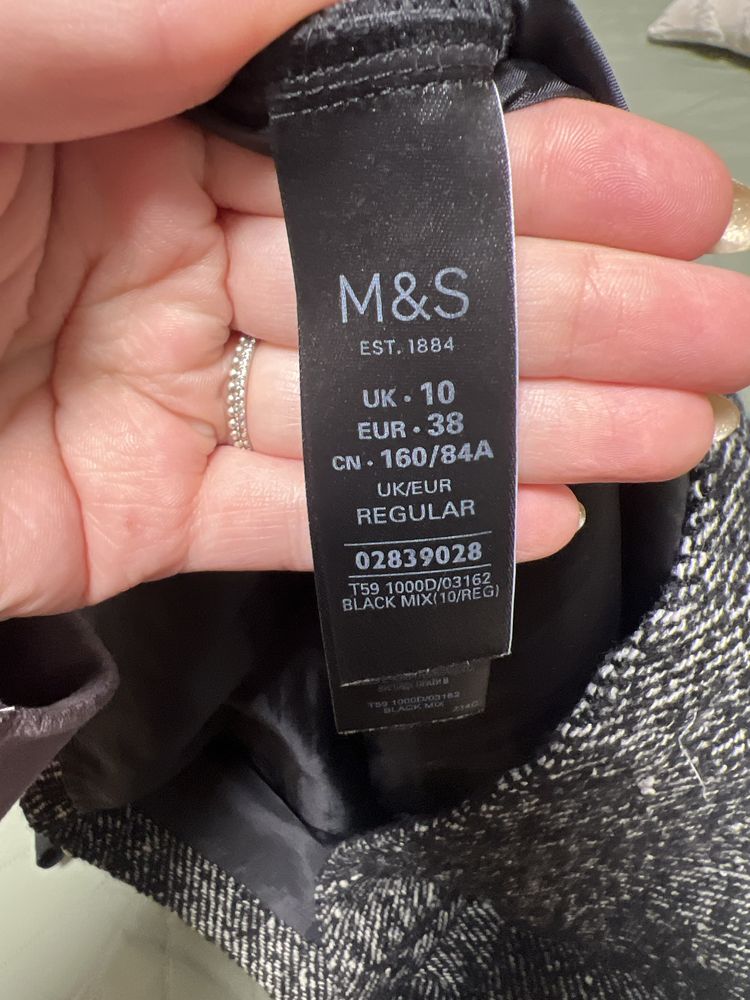 M&S
EST. 1884
UK · 10
EUR · 38
CN · 160/84A
UK/EUR
REGULAR
02839028
T59 1000D/03162
BLACK MIX(10/REG)
T59 1000D/03162
BLACK MIX